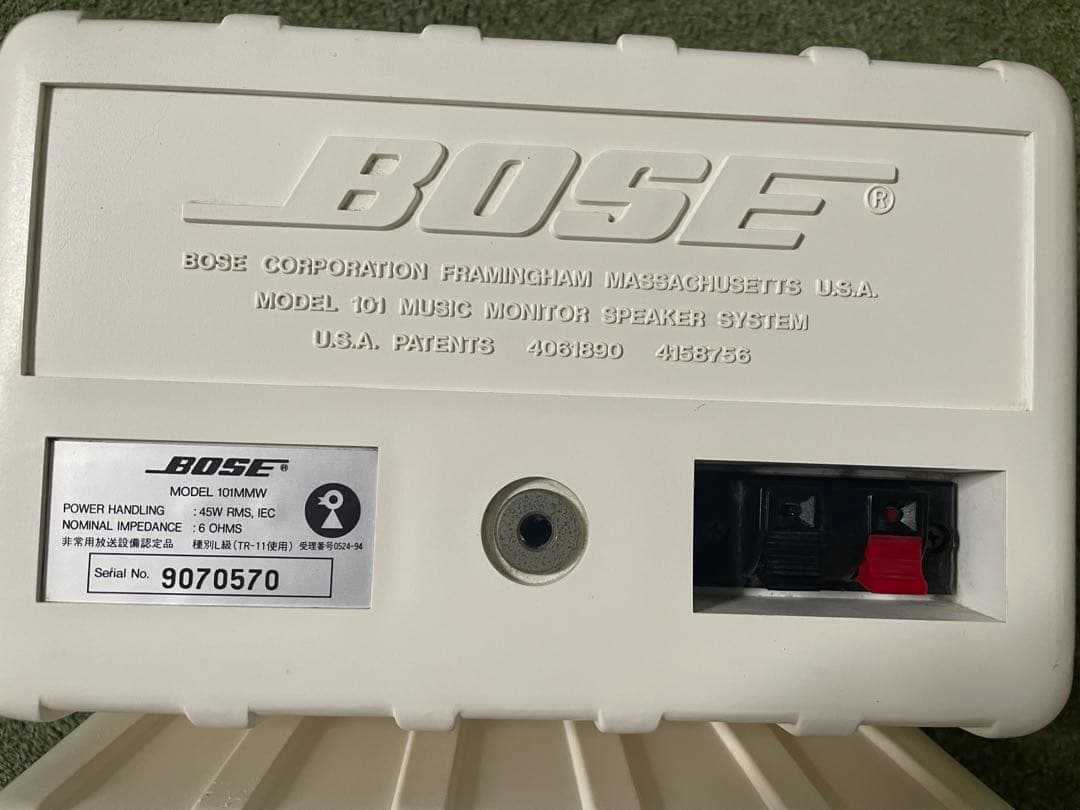 BOSE®
BOSE CORPORATION FRAMINGHAM MASSACHUSETTS U.S.A.
MODEL 101 MUSIC MONITOR SPEAKER SYSTEM
U.S.A. PATENTS 4061890 4158756
BOSE®
MODEL 101MMW
POWER HANDLING : 45W RMS, IEC
NOMINAL IMPEDANCE : 6 OHMS
非常用放送設備認定品 種別L級(TR-11使用) 受理番号0524-94
Serial No. 9070570